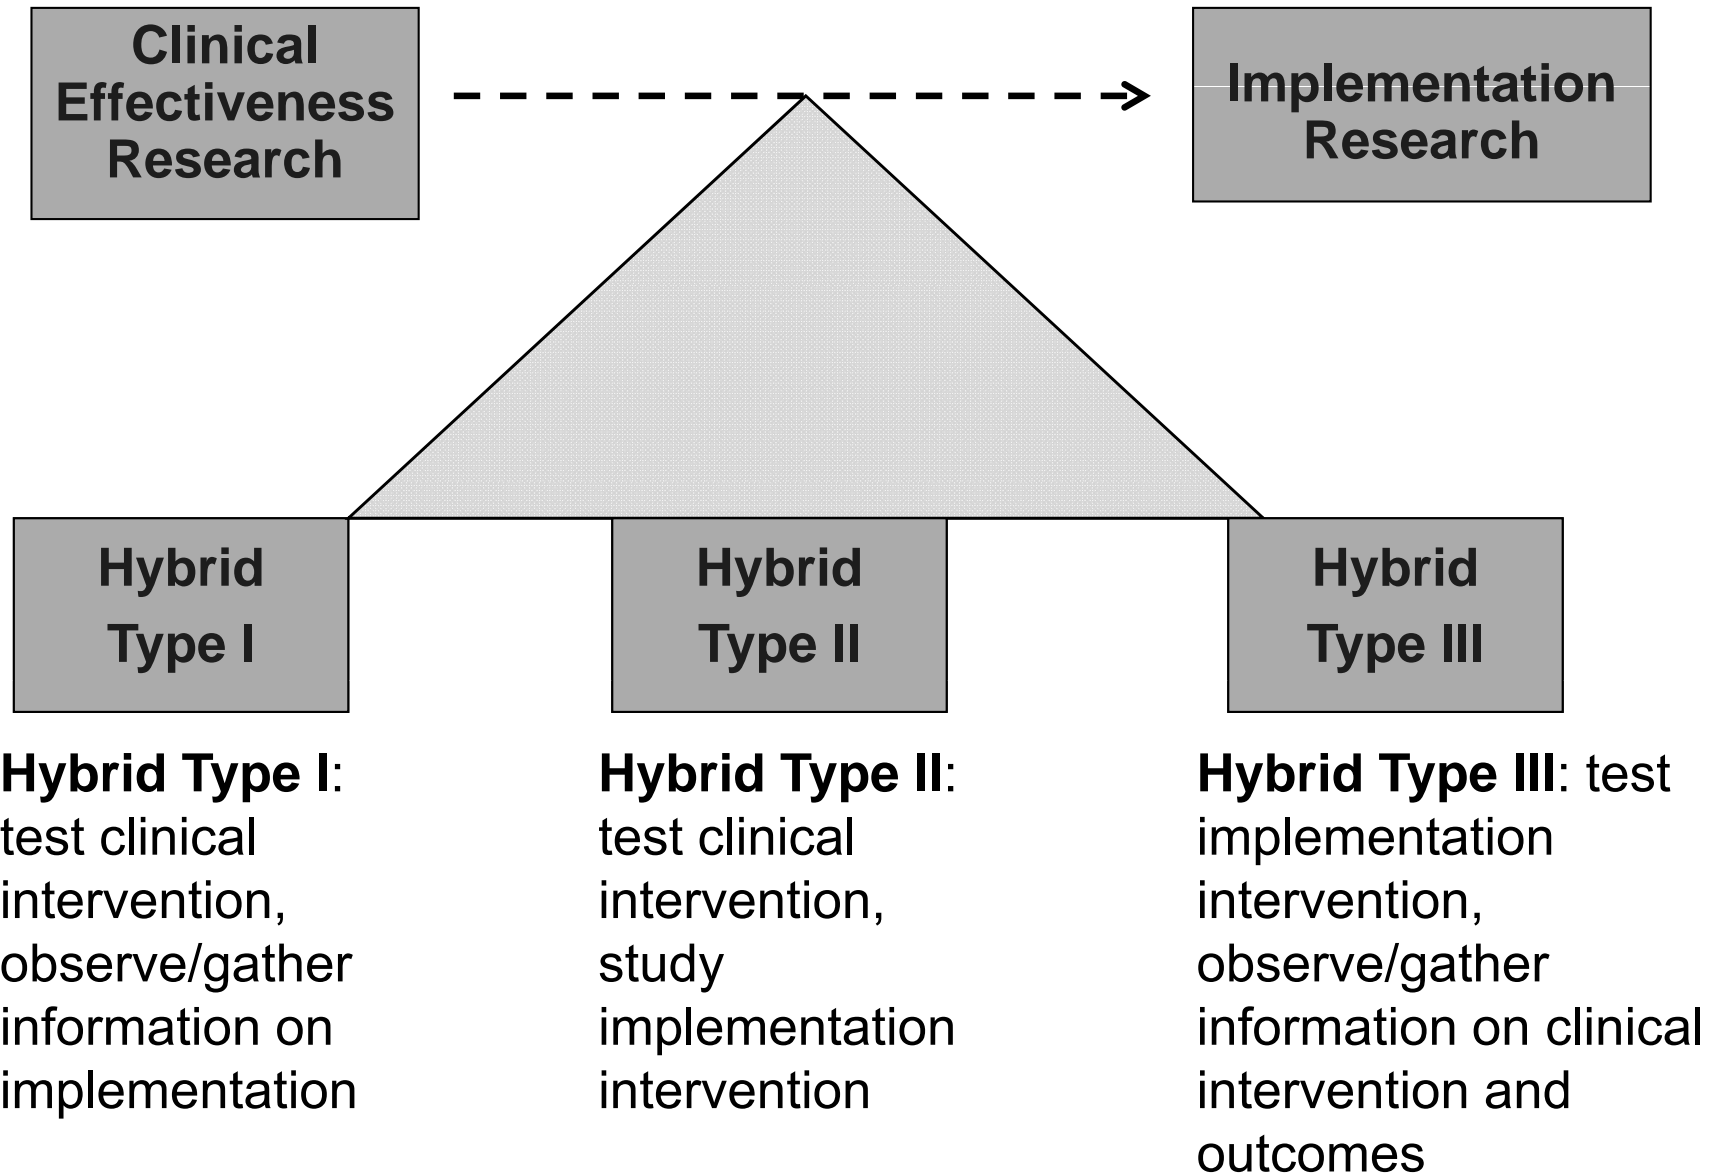 Clinical
Effectiveness
Research
Implementation
Research
Hybrid
Type I
Hybrid
Type II
Hybrid
Type III
Hybrid Type I:
test clinical
intervention,
observe/gather
information on
implementation
Hybrid Type II:
test clinical
intervention,
study
implementation
intervention
Hybrid Type III: test
implementation
intervention,
observe/gather
information on clinical
intervention and
outcomes